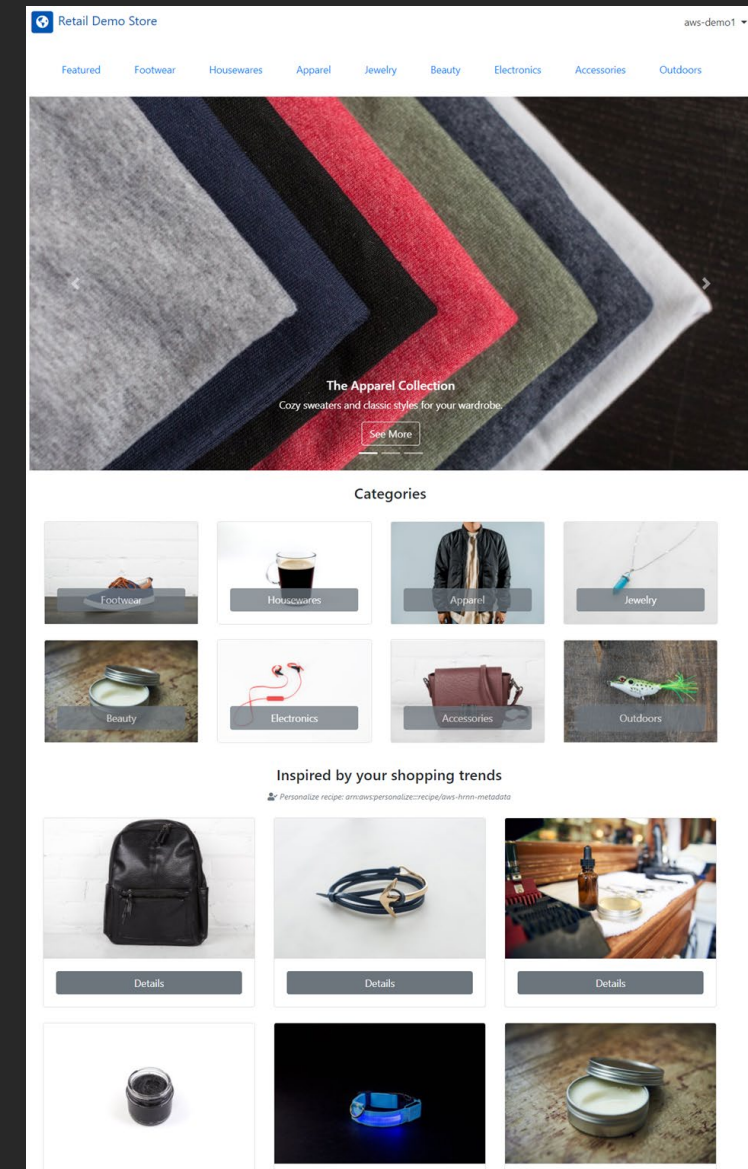 Retail Demo Store
aws-demo1
Featured Footwear Housewares Apparel Jewelry Beauty Electronics Accessories Outdoors
The Apparel Collection
Cozy sweaters and classic styles for your wardrobe.
See More
Categories
Footwear Housewares Apparel Jewelry
Beauty Electronics Accessories Outdoors
Inspired by your shopping trends
Personalize recipe: arn:aws:personalize:::recipe/aws-hrnn-metadata
Details Details Details